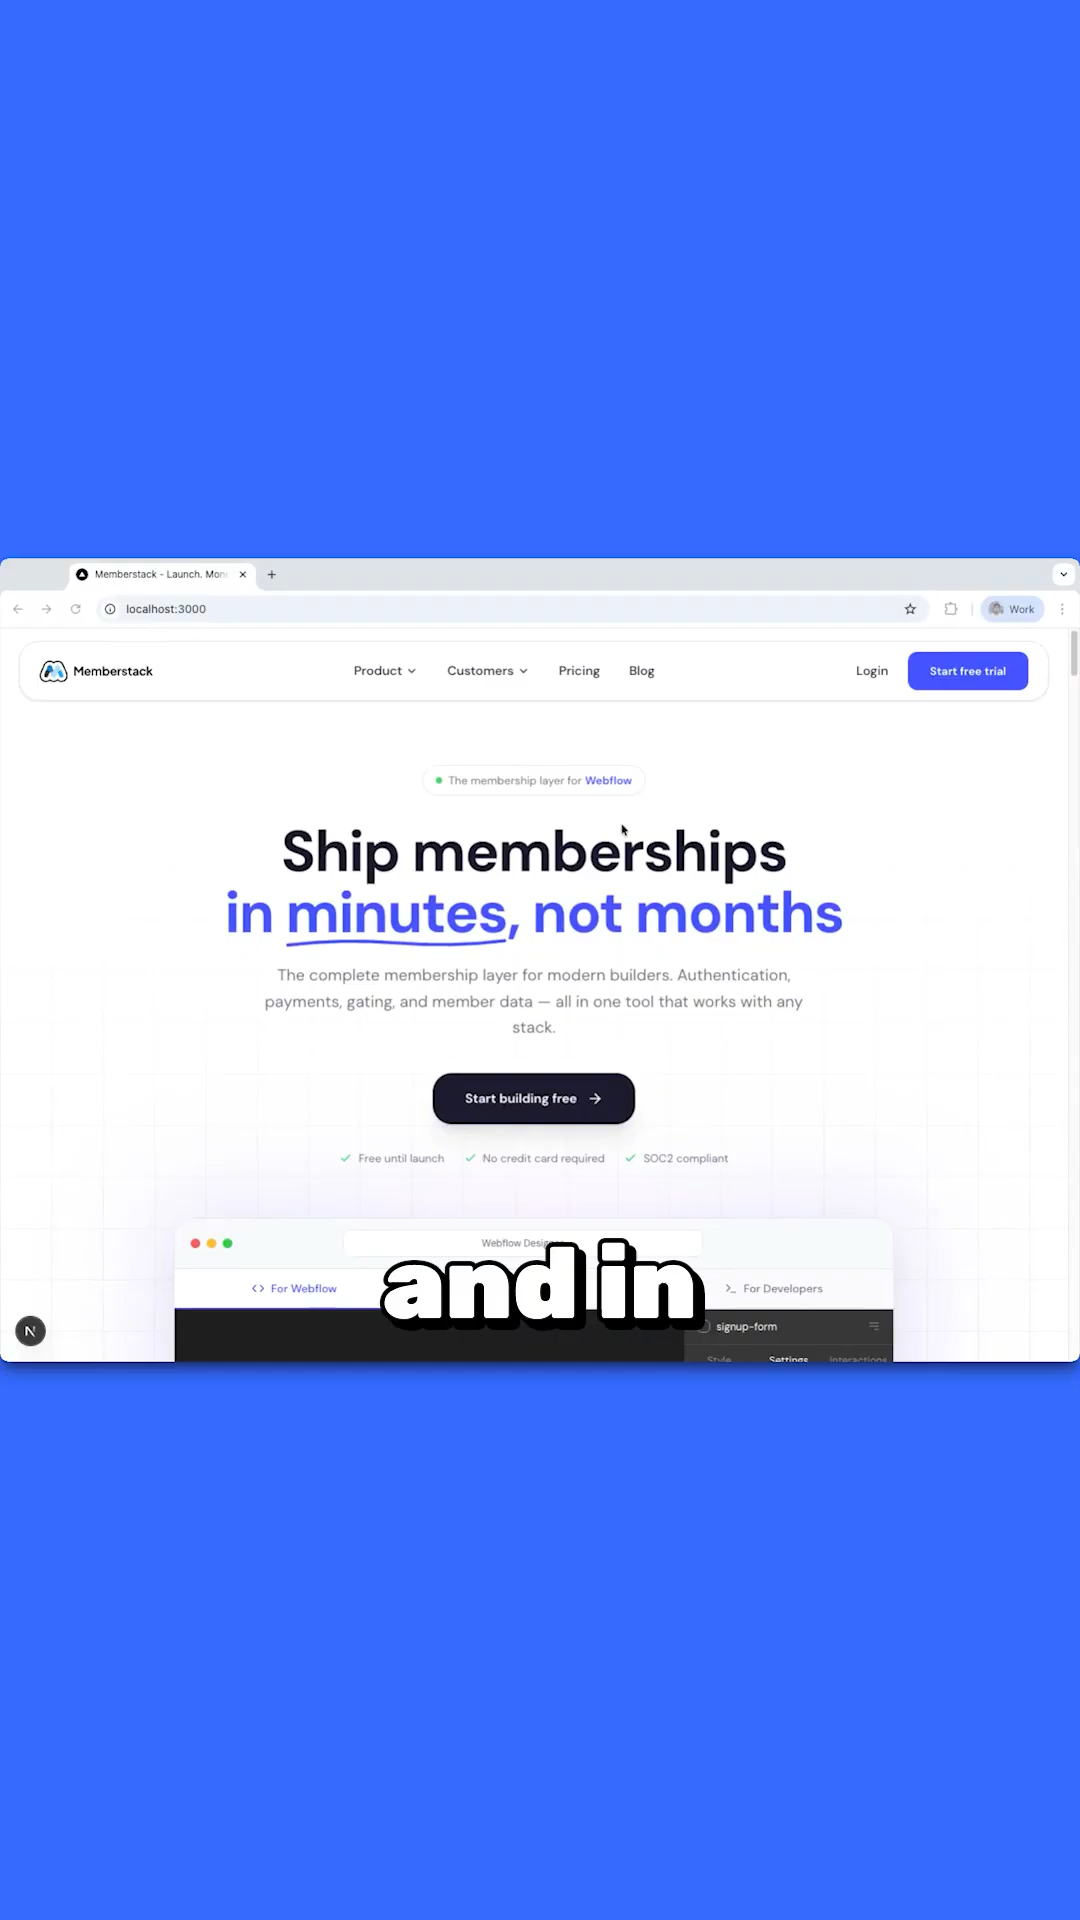 Memberstack - Launch. Mon
localhost:3000
Work
Memberstack
Product
Customers
Pricing
Blog
Login
Start free trial
The membership layer for Webflow
Ship memberships
in minutes, not months
The complete membership layer for modern builders. Authentication,
payments, gating, and member data — all in one tool that works with any
stack.
Start building free
Free until launch
No credit card required
SOC2 compliant
Webflow
and in
For Webflow
For Developers
signup-form
Style
Settings
Interactions
N